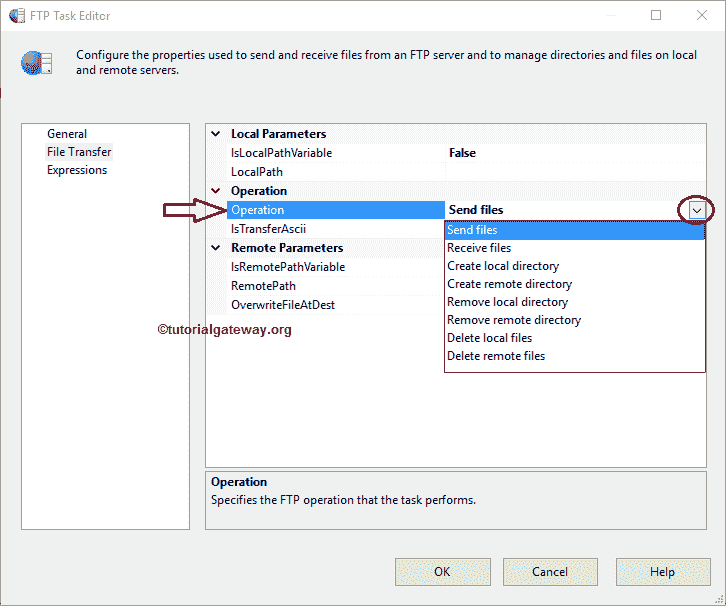 FTP Task Editor
Configure the properties used to send and receive files from an FTP server and to manage directories and files on local
and remote servers.
General
File Transfer
Expressions
Local Parameters
IsLocalPathVariable False
LocalPath
Operation
Operation Send files
IsTransferAscii
Remote Parameters
IsRemotePathVariable
RemotePath
OverwriteFileAtDest
Send files
Receive files
Create local directory
Create remote directory
Remove local directory
Remove remote directory
Delete local files
Delete remote files
©tutorialgateway.org
Operation
Specifies the FTP operation that the task performs.
OK Cancel Help